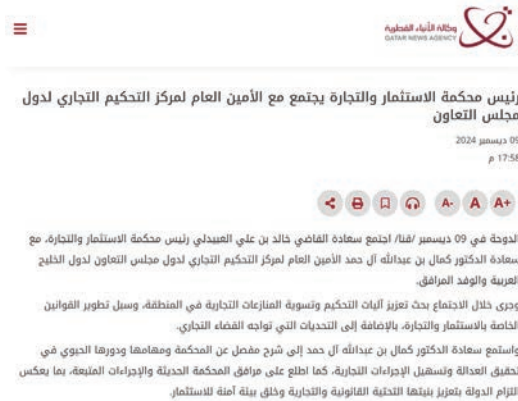 وكالة الأنباء القطرية
QATAR NEWS AGENCY
رئيس محكمة الاستثمار والتجارة يجتمع مع الأمين العام لمركز التحكيم التجاري لدول
مجلس التعاون
09 ديسمبر 2024
17:58 م
A- A A+
الدوحة في 09 ديسمبر /قنا/ اجتمع سعادة القاضي خالد بن علي العبيدلي رئيس محكمة الاستثمار والتجارة، مع
سعادة الدكتور كمال بن عبدالله آل حمد الأمين العام لمركز التحكيم التجاري لدول مجلس التعاون لدول الخليج
العربية والوفد المرافق.
وجرى خلال الاجتماع بحث تعزيز آليات التحكيم وتسوية المنازعات التجارية في المنطقة، وسبل تطوير القوانين
الخاصة بالاستثمار والتجارة، بالإضافة إلى التحديات التي تواجه القضاء التجاري.
واستمع سعادة الدكتور كمال بن عبدالله آل حمد إلى شرح مفصل عن المحكمة ومهامها ودورها الحيوي في
تحقيق العدالة وتسهيل الإجراءات التجارية، كما اطلع على مرافق المحكمة الحديثة والإجراءات المتبعة، بما يعكس
التزام الدولة بتعزيز بنيتها التحتية القانونية والتجارية وخلق بيئة آمنة للاستثمار.